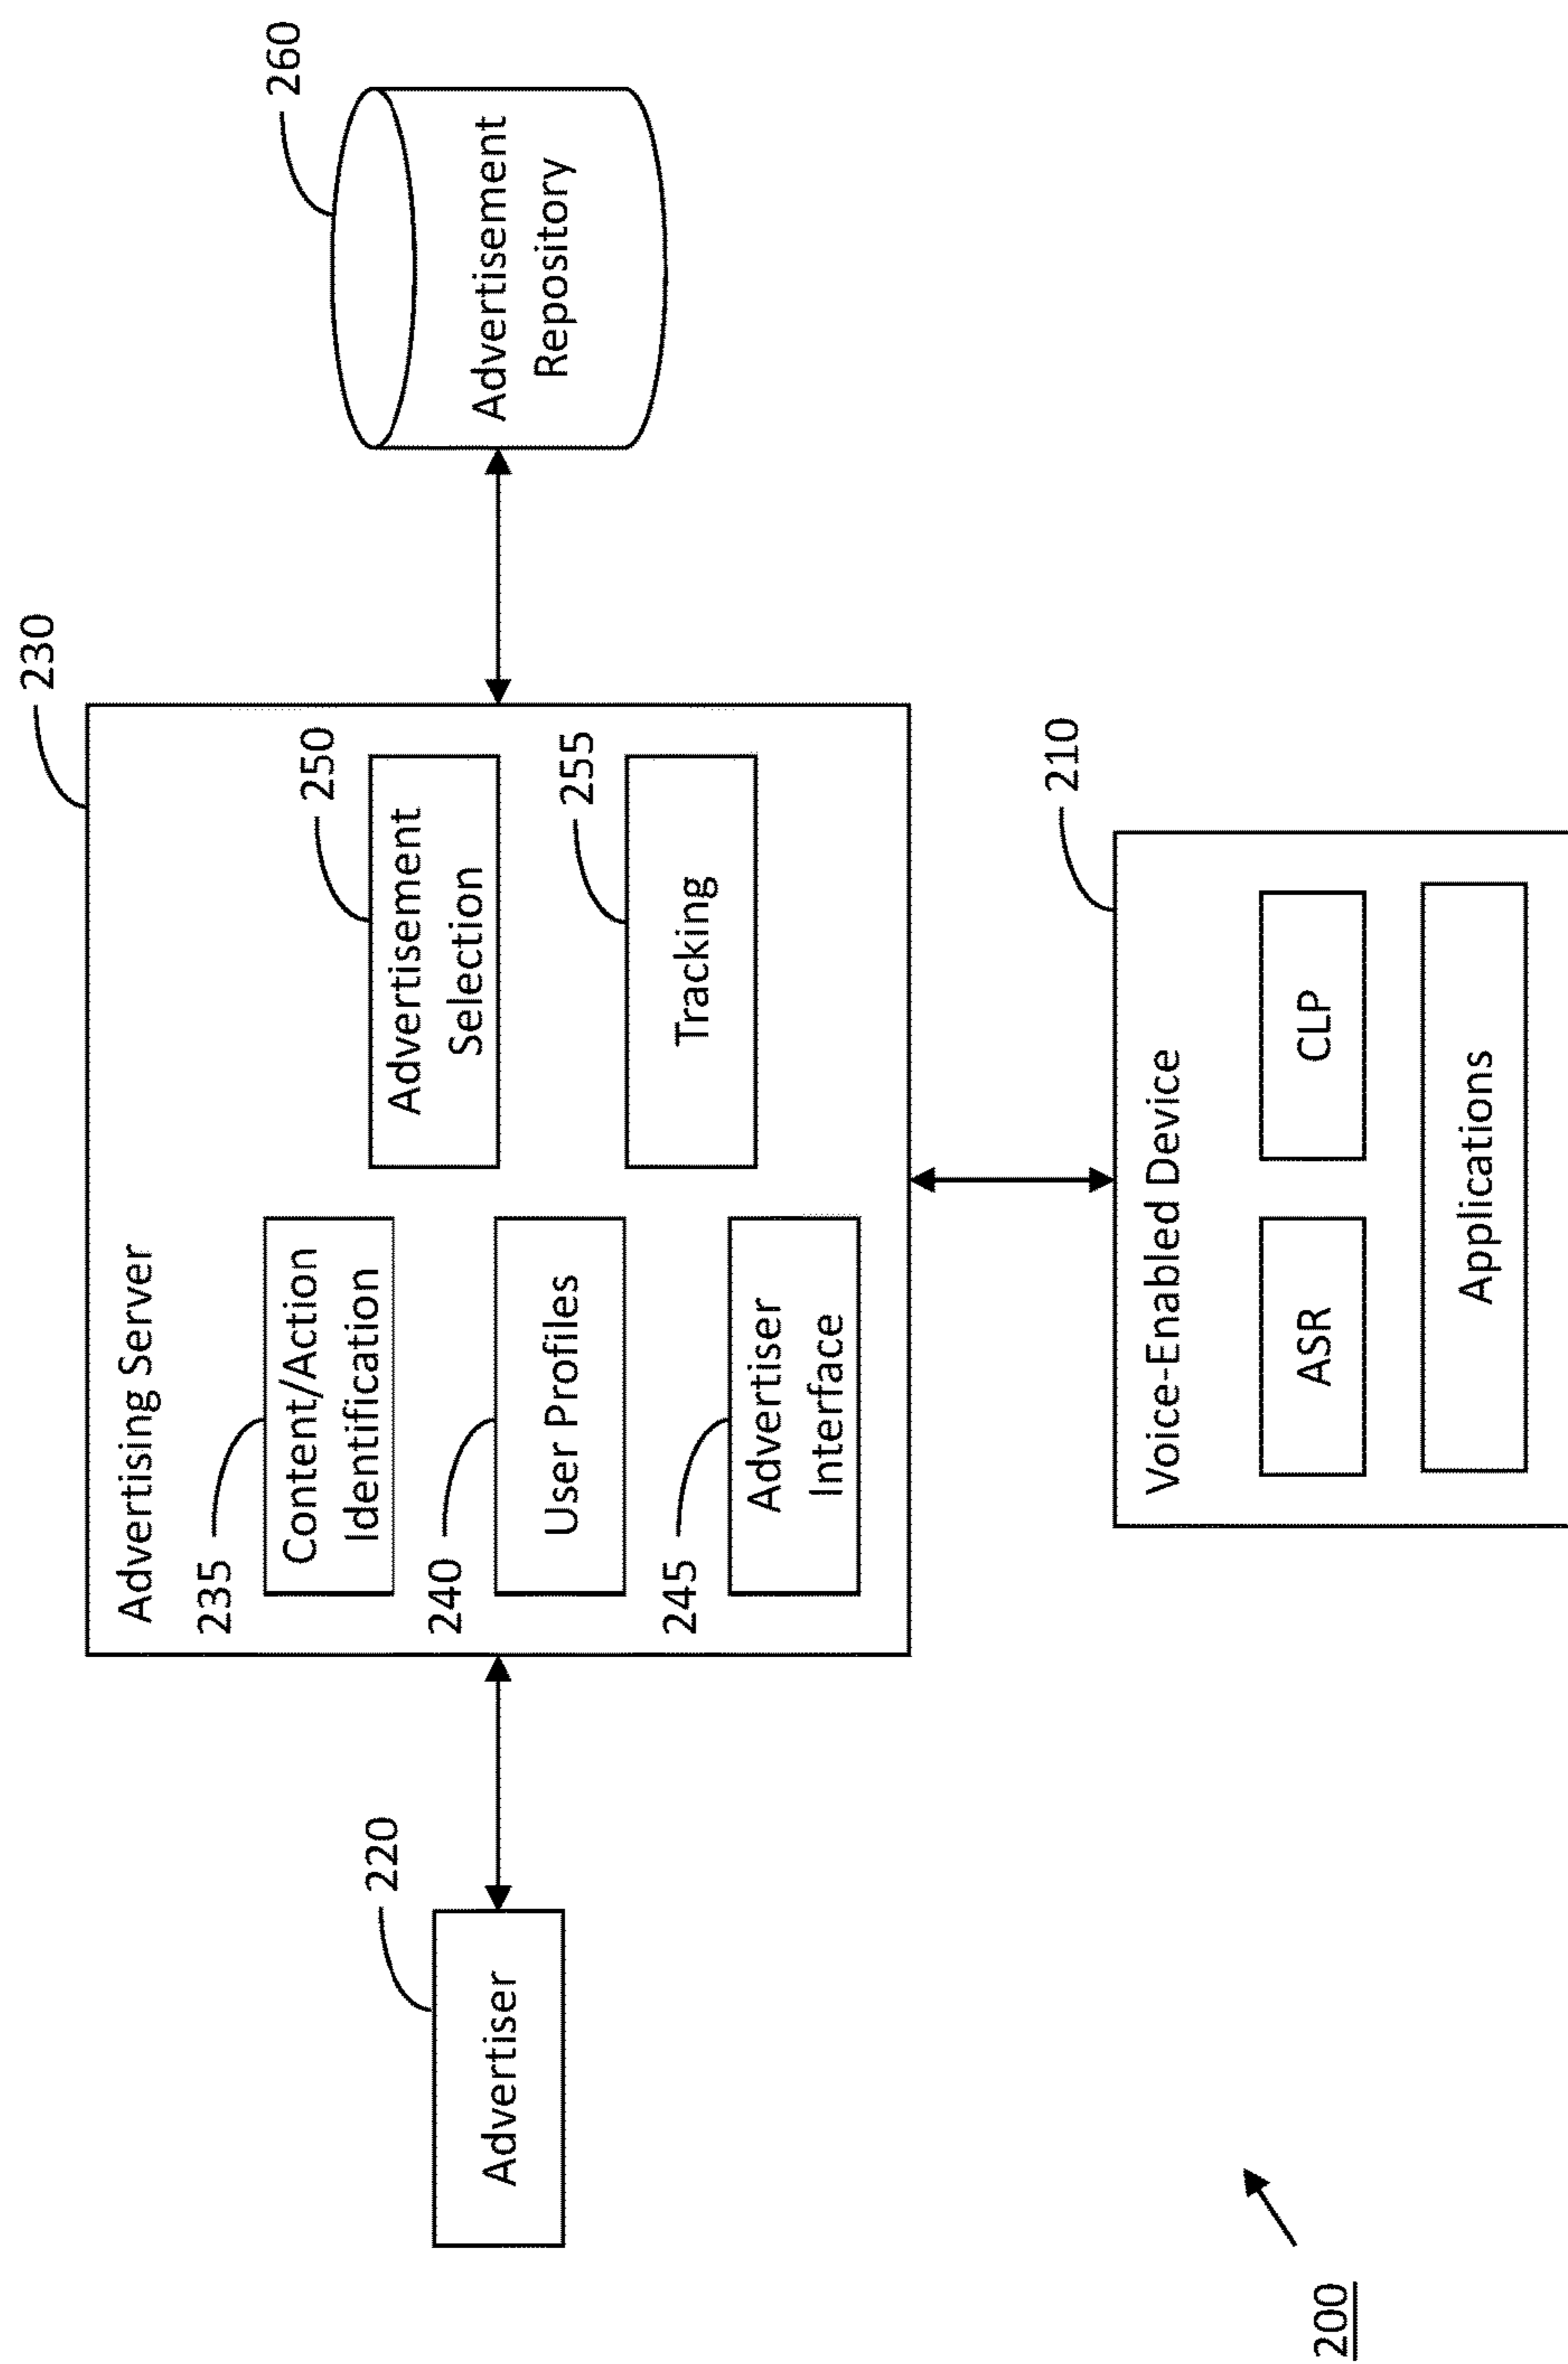 230
260
Advertising Server
235
Content/Action
Identification
250
Advertisement
Selection
240
User Profiles
255
Tracking
245
Advertiser
Interface
220
Advertiser
Advertisement
Repository
210
Voice-Enabled Device
ASR
CLP
Applications
200